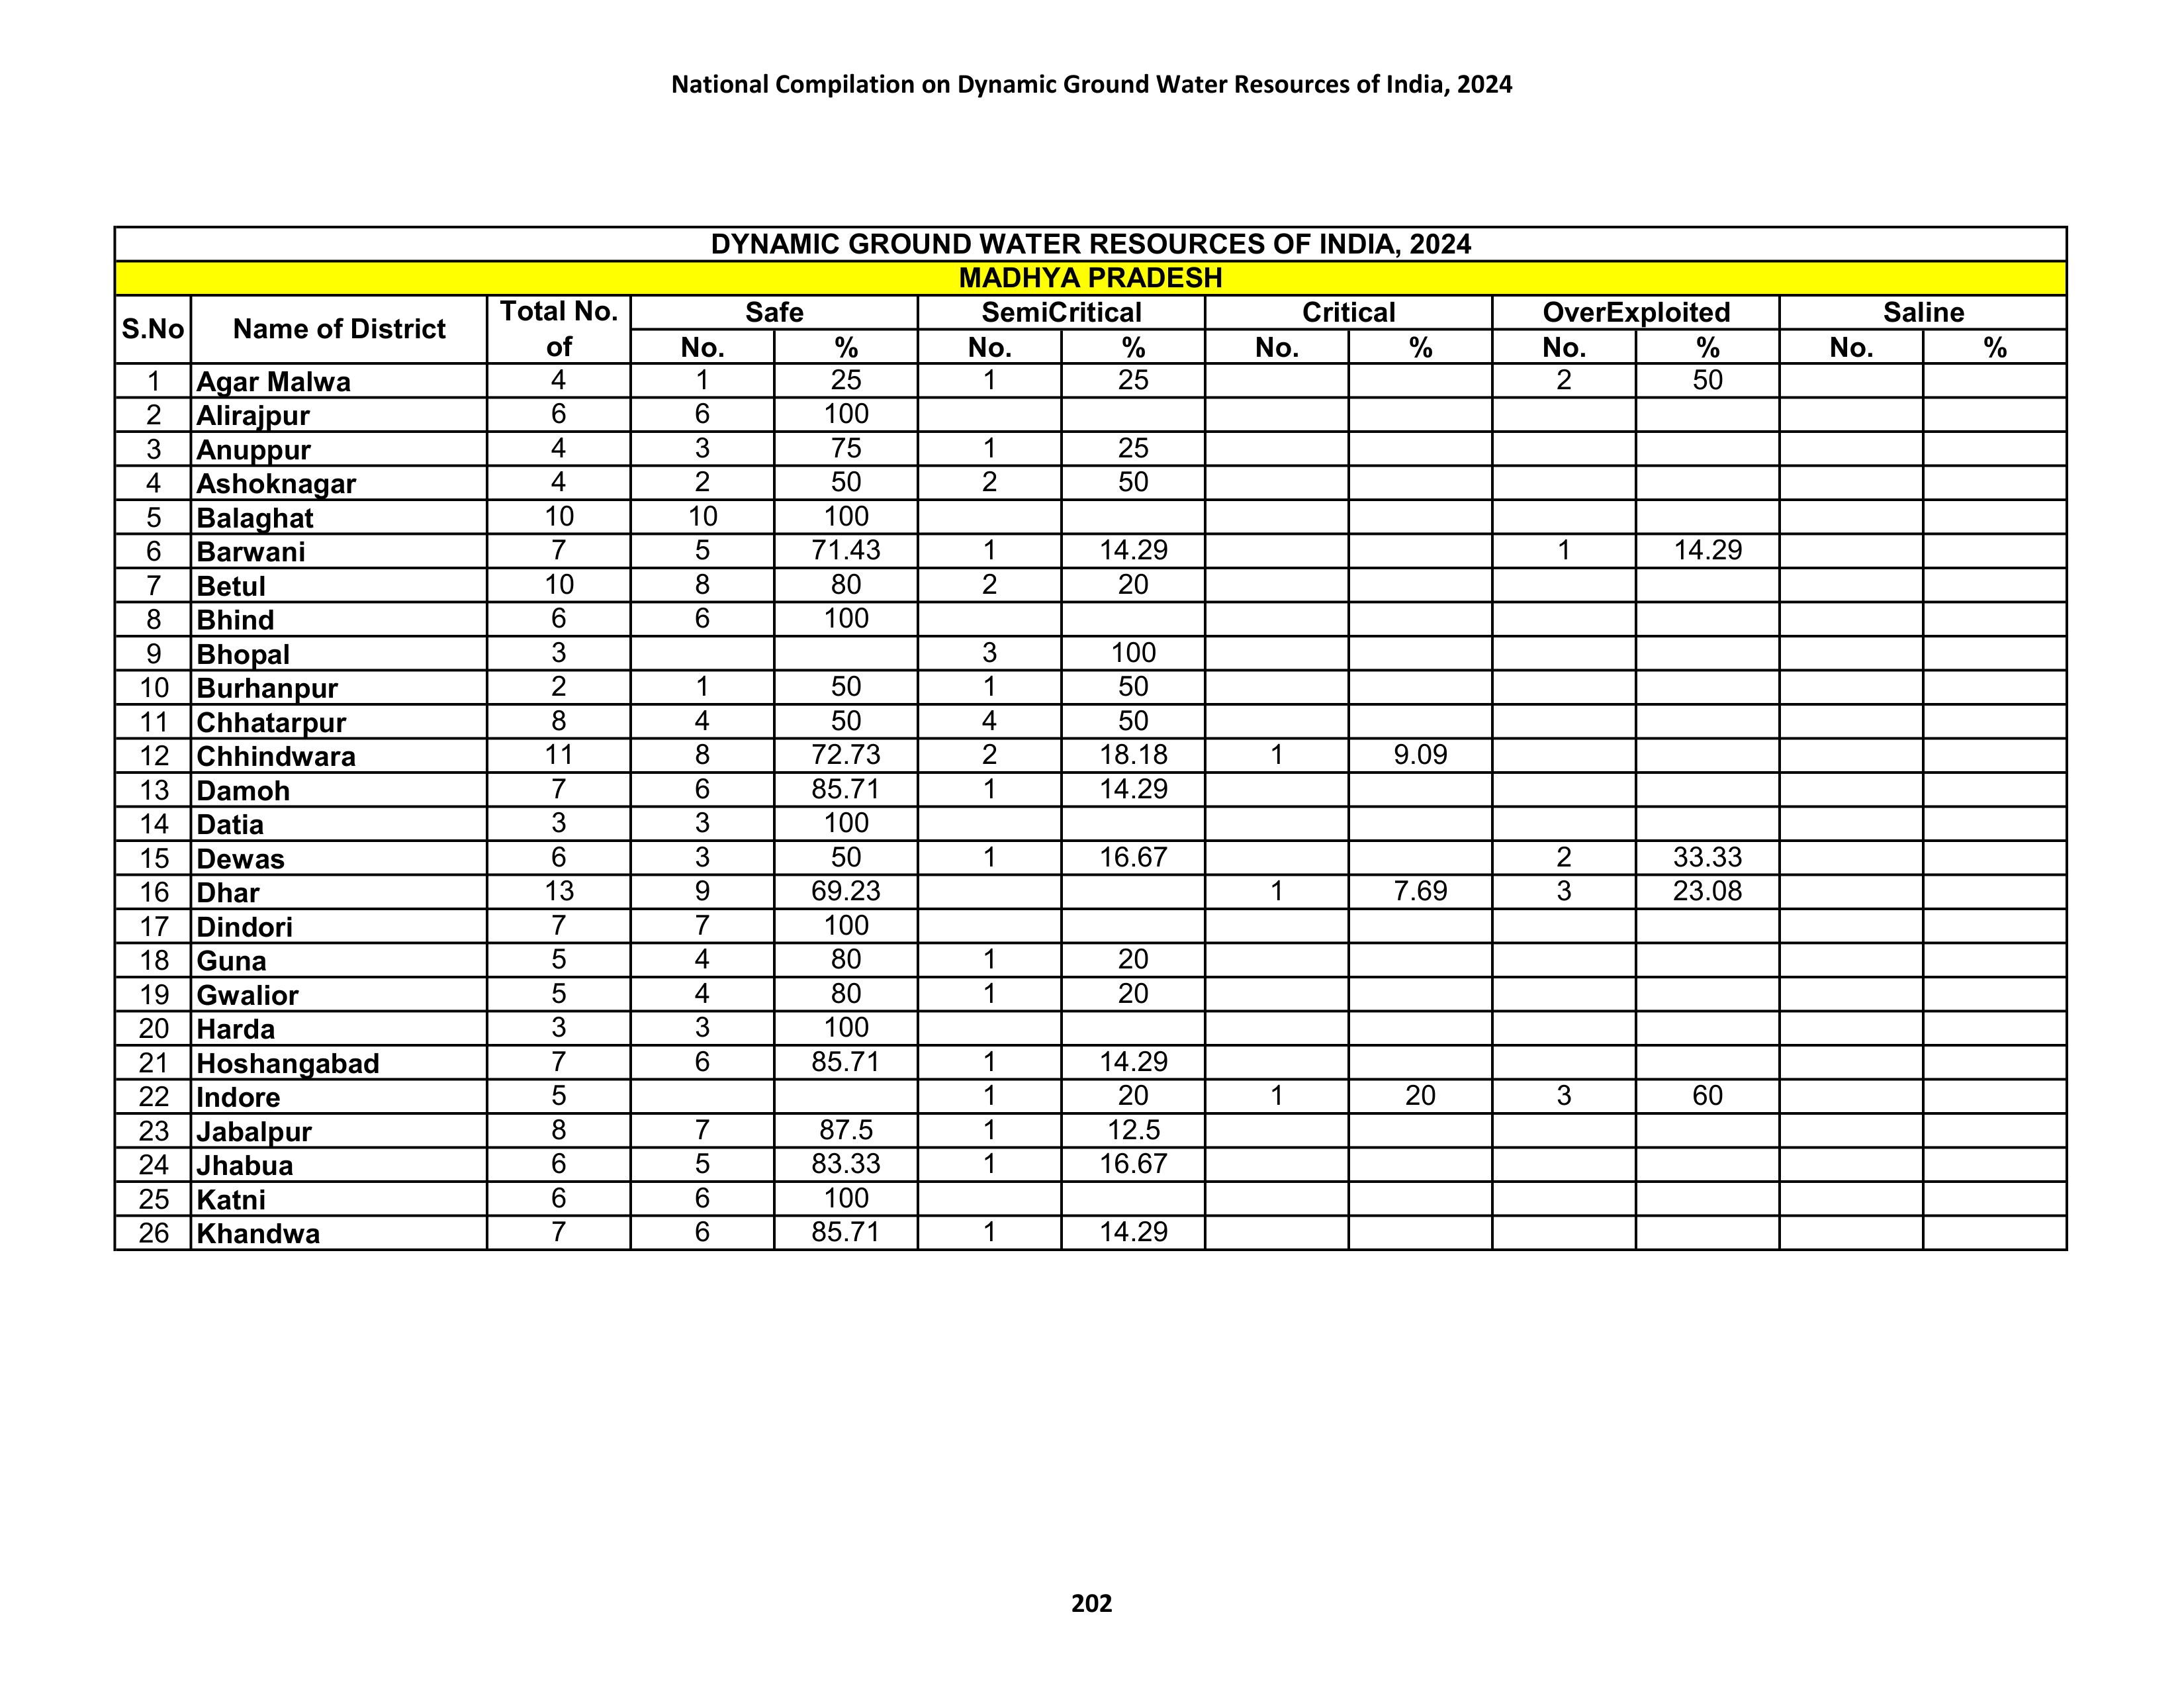 National Compilation on Dynamic Ground Water Resources of India, 2024
DYNAMIC GROUND WATER RESOURCES OF INDIA, 2024
MADHYA PRADESH
S.No Name of District Total No. of Safe SemiCritical Critical OverExploited Saline
No. % No. % No. % No. % No. %
1 Agar Malwa 4 1 25 1 25 2 50
2 Alirajpur 6 6 100
3 Anuppur 4 3 75 1 25
4 Ashoknagar 4 2 50 2 50
5 Balaghat 10 10 100
6 Barwani 7 5 71.43 1 14.29 1 14.29
7 Betul 10 8 80 2 20
8 Bhind 6 6 100
9 Bhopal 3 3 100
10 Burhanpur 2 1 50 1 50
11 Chhatarpur 8 4 50 4 50
12 Chhindwara 11 8 72.73 2 18.18 1 9.09
13 Damoh 7 6 85.71 1 14.29
14 Datia 3 3 100
15 Dewas 6 3 50 1 16.67 2 33.33
16 Dhar 13 9 69.23 1 7.69 3 23.08
17 Dindori 7 7 100
18 Guna 5 4 80 1 20
19 Gwalior 5 4 80 1 20
20 Harda 3 3 100
21 Hoshangabad 7 6 85.71 1 14.29
22 Indore 5 1 20 1 20 3 60
23 Jabalpur 8 7 87.5 1 12.5
24 Jhabua 6 5 83.33 1 16.67
25 Katni 6 6 100
26 Khandwa 7 6 85.71 1 14.29
202